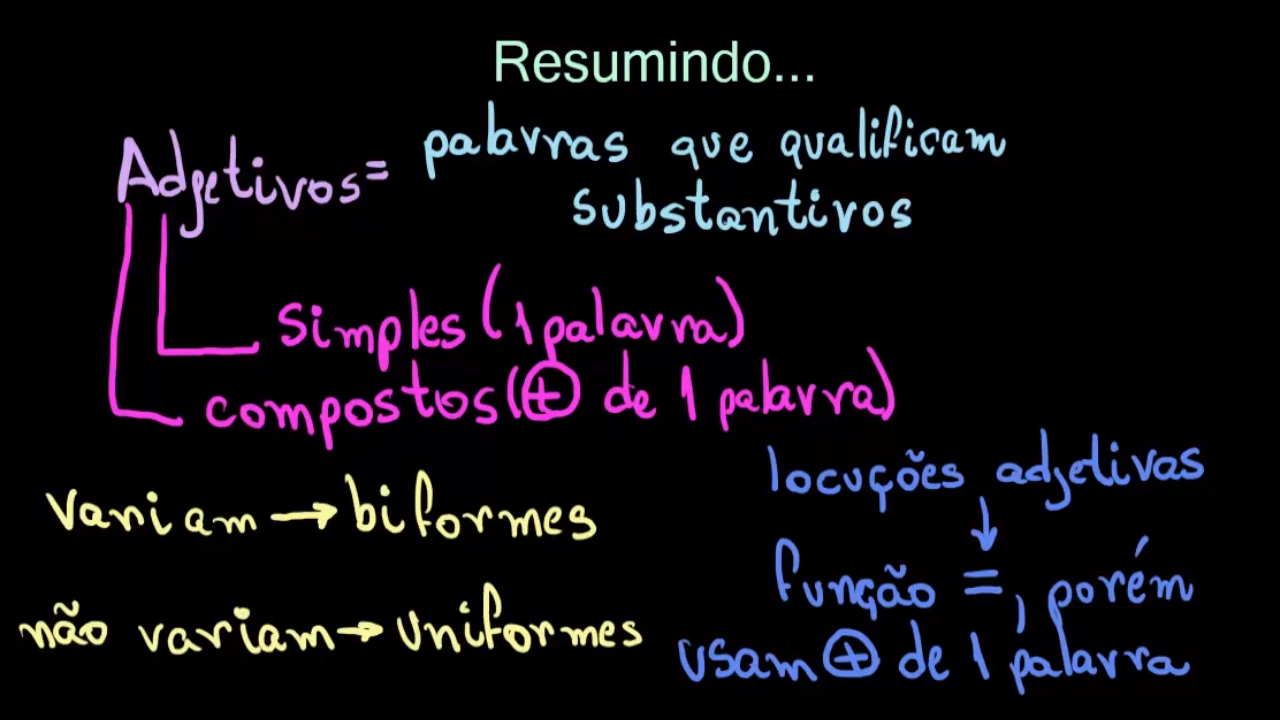 Resumindo...
Adjetivos= palavras que qualificam
substantivos
simples (1 palavra)
compostos (⊕ de 1 palavra)
variam → biformes
não variam → uniformes
locuções adjetivas
↓
função =, porém
usam ⊕ de 1 palavra